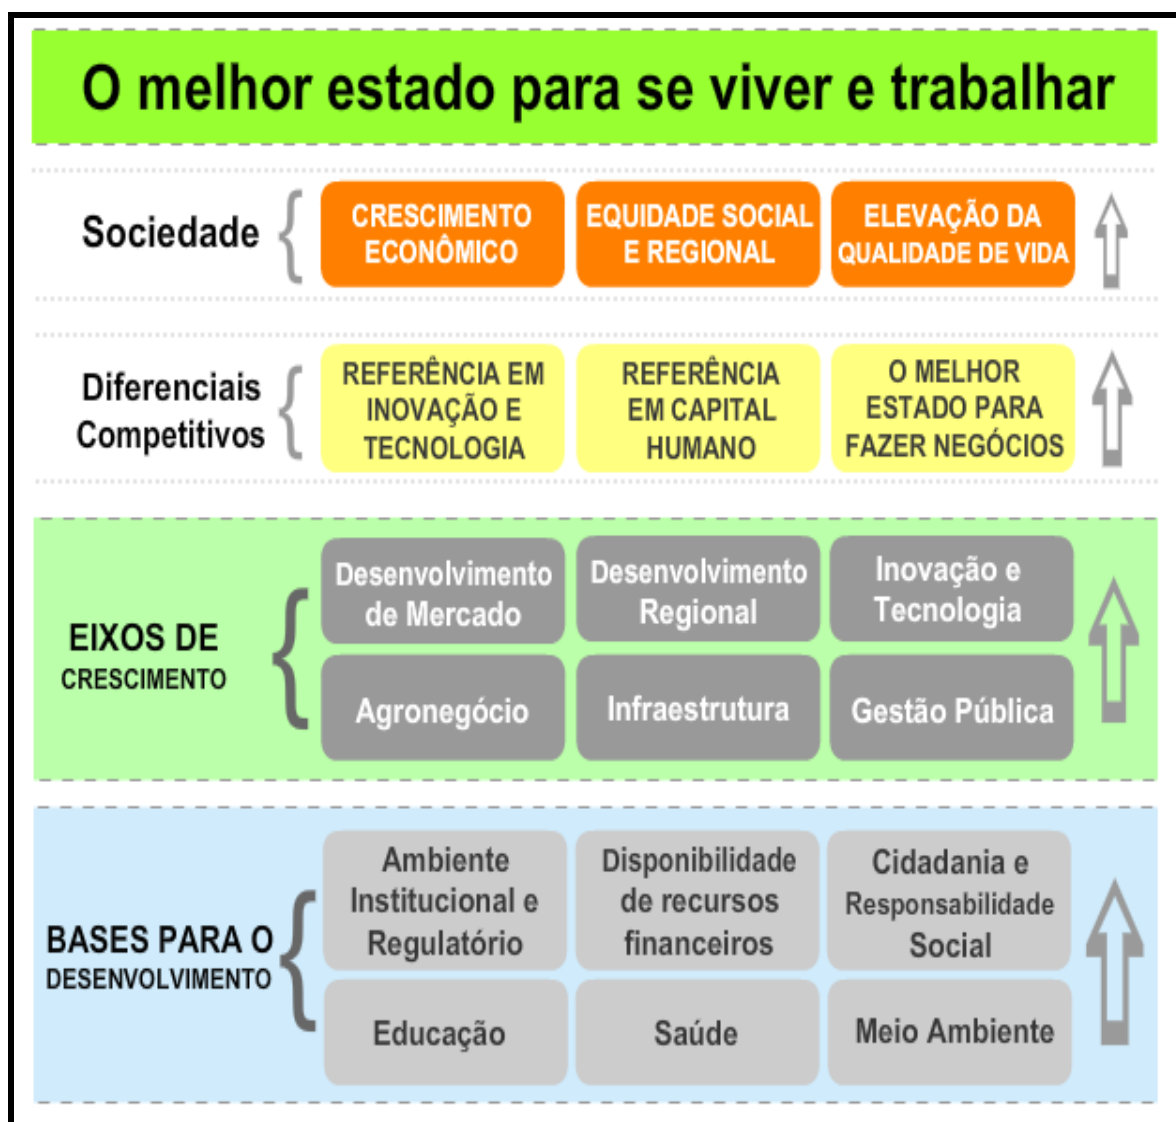 O melhor estado para se viver e trabalhar
Sociedade
CRESCIMENTO
ECONÔMICO
EQUIDADE SOCIAL
E REGIONAL
ELEVAÇÃO DA
QUALIDADE DE VIDA
Diferenciais
Competitivos
REFERÊNCIA EM
INOVAÇÃO E
TECNOLOGIA
REFERÊNCIA
EM CAPITAL
HUMANO
O MELHOR
ESTADO PARA
FAZER NEGÓCIOS
EIXOS DE
CRESCIMENTO
Desenvolvimento
de Mercado
Desenvolvimento
Regional
Inovação e
Tecnologia
Agronegócio
Infraestrutura
Gestão Pública
BASES PARA O
DESENVOLVIMENTO
Ambiente
Institucional e
Regulatório
Disponibilidade
de recursos
financeiros
Cidadania e
Responsabilidade
Social
Educação
Saúde
Meio Ambiente